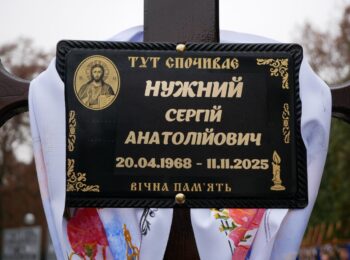 ТУТ СПОЧИВАЄ
НУЖНИЙ
СЕРГІЙ
АНАТОЛІЙОВИЧ
20.04.1968 - 11.11.2025
ВІЧНА ПАМ'ЯТЬ